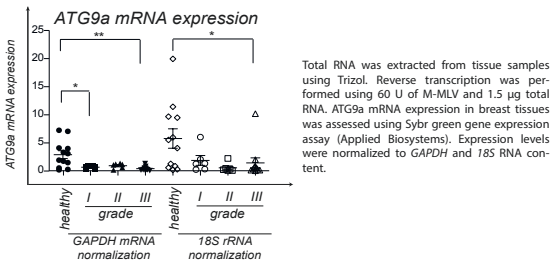 ATG9a mRNA expression
**
*
*
ATG9a mRNA expression
25
20
15
10
5
0
healthy
I
II
III
grade
healthy
I
II
III
grade
GAPDH mRNA
normalization
18S rRNA
normalization
Total RNA was extracted from tissue samples
using Trizol. Reverse transcription was per-
formed using 60 U of M-MLV and 1.5 µg total
RNA. ATG9a mRNA expression in breast tissues
was assessed using Sybr green gene expression
assay (Applied Biosystems). Expression levels
were normalized to GAPDH and 18S RNA con-
tent.